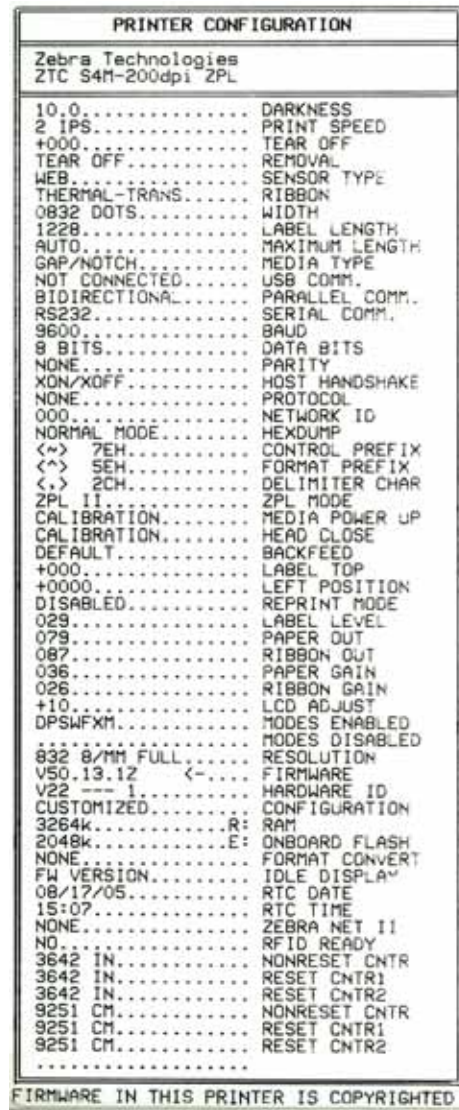 PRINTER CONFIGURATION
Zebra Technologies
ZTC S4M-200dpi ZPL
10.0............... DARKNESS
2 IPS.............. PRINT SPEED
+000............... TEAR OFF
TEAR OFF........... REMOVAL
WEB................ SENSOR TYPE
THERMAL-TRANS...... RIBBON
0832 DOTS.......... WIDTH
1228............... LABEL LENGTH
AUTO............... MAXIMUM LENGTH
GAP/NOTCH.......... MEDIA TYPE
NOT CONNECTED...... USB COMM.
BIDIRECTIONAL...... PARALLEL COMM.
RS232.............. SERIAL COMM.
9600............... BAUD
8 BITS............. DATA BITS
NONE............... PARITY
XON/XOFF........... HOST HANDSHAKE
NONE............... PROTOCOL
000................ NETWORK ID
NORMAL MODE........ HEXDUMP
<~> 7EH............ CONTROL PREFIX
<^> 5EH............ FORMAT PREFIX
<,> 2CH............ DELIMITER CHAR
ZPL II............. ZPL MODE
CALIBRATION........ MEDIA POWER UP
CALIBRATION........ HEAD CLOSE
DEFAULT............ BACKFEED
+000............... LABEL TOP
+0000.............. LEFT POSITION
DISABLED........... REPRINT MODE
029................ LABEL LEVEL
079................ PAPER OUT
087................ RIBBON OUT
036................ PAPER GAIN
026................ RIBBON GAIN
+10................ LCD ADJUST
DPSWFXM............ MODES ENABLED
................... MODES DISABLED
832 8/MM FULL...... RESOLUTION
V50.13.1Z <-.... FIRMWARE
V22 --- 1.......... HARDWARE ID
CUSTOMIZED......... CONFIGURATION
3264k............R: RAM
2048k............E: ONBOARD FLASH
NONE............... FORMAT CONVERT
FW VERSION......... IDLE DISPLAY
08/17/05........... RTC DATE
15:07.............. RTC TIME
NONE............... ZEBRA NET II
NO................. RFID READY
3642 IN............ NONRESET CNTR
3642 IN............ RESET CNTR1
3642 IN............ RESET CNTR2
9251 CM............ NONRESET CNTR
9251 CM............ RESET CNTR1
9251 CM............ RESET CNTR2
...................
FIRMWARE IN THIS PRINTER IS COPYRIGHTED